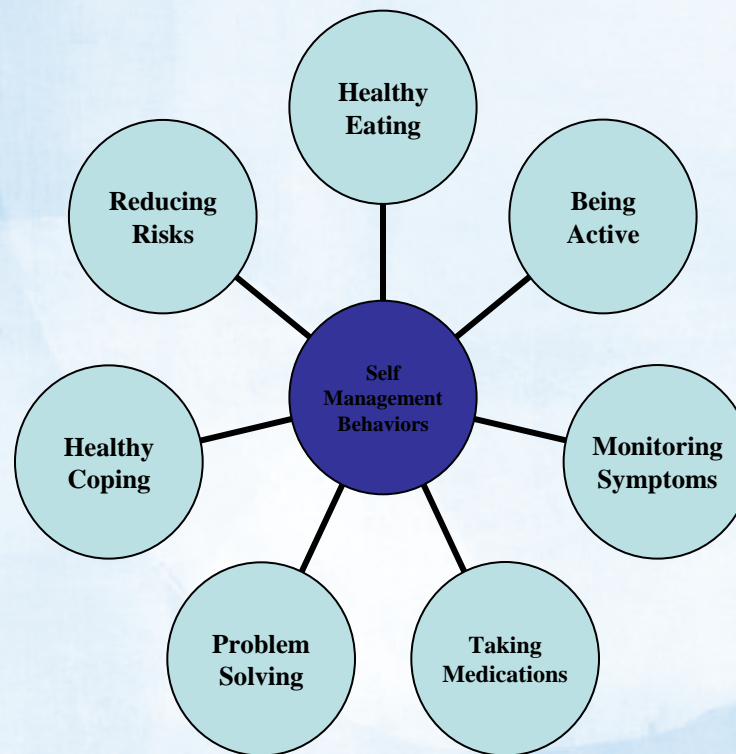 Healthy
Eating
Being
Active
Monitoring
Symptoms
Taking
Medications
Problem
Solving
Healthy
Coping
Reducing
Risks
Self
Management
Behaviors